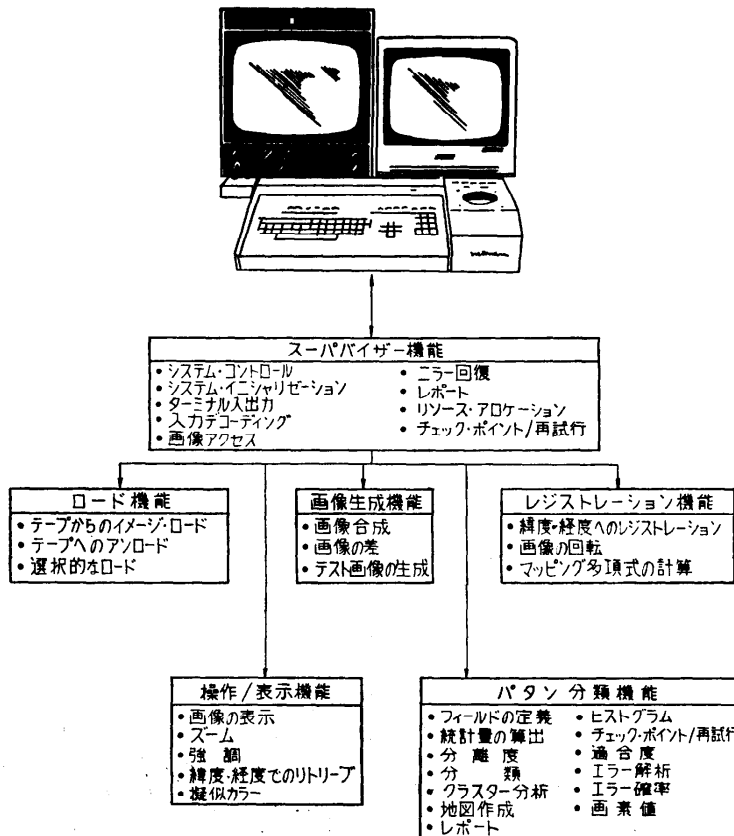 スーパバイザー機能
• システム・コントロール
• システム・イニシャリゼーション
• ターミナル入出力
• 入力デコーディング
• 画像アクセス
• エラー回復
• レポート
• リソース・アロケーション
• チェック・ポイント/再試行
ロード機能
• テープからのイメージ・ロード
• テープへのアンロード
• 選択的なロード
画像生成機能
• 画像合成
• 画像の差
• テスト画像の生成
レジストレーション機能
• 緯度・経度へのレジストレーション
• 画像の回転
• マッピング多項式の計算
操作/表示機能
• 画像の表示
• ズーム
• 強調
• 緯度・経度でのリトリーブ
• 擬似カラー
パタン分類機能
• フィールドの定義
• 統計量の算出
• 分離度
• 分類
• クラスター分析
• 地図作成
• レポート
• ヒストグラム
• チェック・ポイント/再試行
• 適合度
• エラー解析
• エラー確率
• 画素値